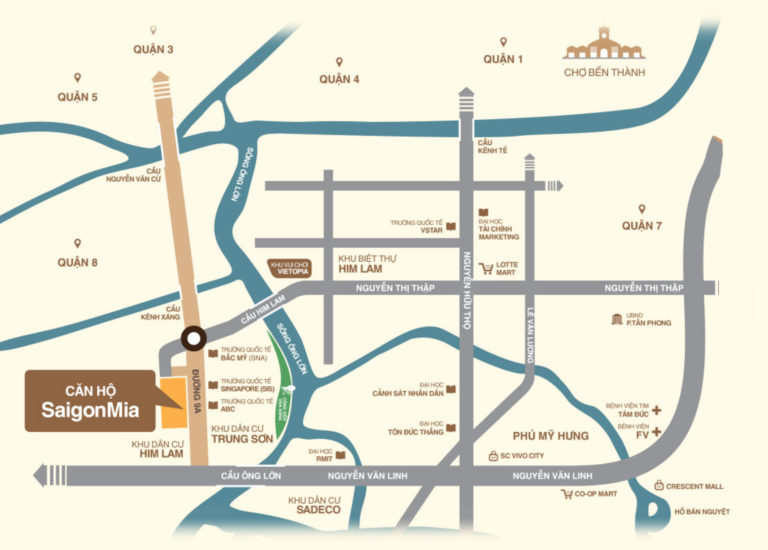 QUẬN 3
QUẬN 5
QUẬN 4
QUẬN 1
CHỢ BẾN THÀNH
CẦU
NGUYỄN VĂN CỪ
SÔNG ÔNG LỚN
CẦU
KÊNH TẺ
TRƯỜNG QUỐC TẾ
VSTAR
ĐẠI HỌC
TÀI CHÍNH
MARKETING
QUẬN 7
QUẬN 8
KHU VUI CHƠI
VIETOPIA
KHU BIỆT THỰ
HIM LAM
NGUYỄN HỮU THỌ
LOTTE
MART
NGUYỄN THỊ THẬP
NGUYỄN THỊ THẬP
CẦU
KÊNH XÁNG
CẦU HIM LAM
SÔNG ÔNG LỚN
LÊ VĂN LƯƠNG
UBND
P.TÂN PHONG
TRƯỜNG QUỐC TẾ
BẮC MỸ (SNA)
ĐƯỜNG 9A
CĂN HỘ
SaigonMia
TRƯỜNG QUỐC TẾ
SINGAPORE (SIS)
TRƯỜNG QUỐC TẾ
ABC
ĐẠI HỌC
CẢNH SÁT NHÂN DÂN
BỆNH VIỆN TIM
TÂM ĐỨC
BỆNH VIỆN
FV
KHU DÂN CƯ
TRUNG SƠN
ĐẠI HỌC
TÔN ĐỨC THẮNG
PHÚ MỸ HƯNG
KHU DÂN CƯ
HIM LAM
ĐẠI HỌC
RMIT
SC VIVO CITY
CẦU ÔNG LỚN
NGUYỄN VĂN LINH
NGUYỄN VĂN LINH
CRESCENT MALL
CO-OP MART
KHU DÂN CƯ
SADECO
HỒ BÁN NGUYỆT